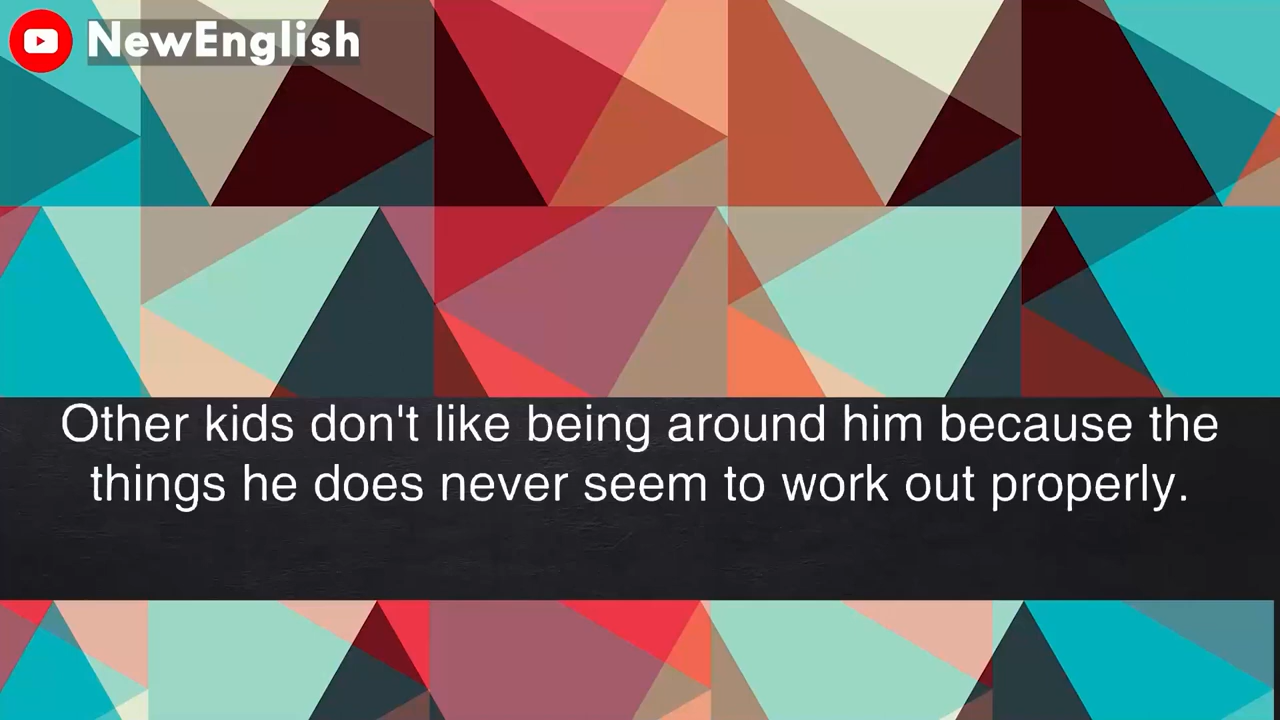 NewEnglish
Other kids don't like being around him because the
things he does never seem to work out properly.